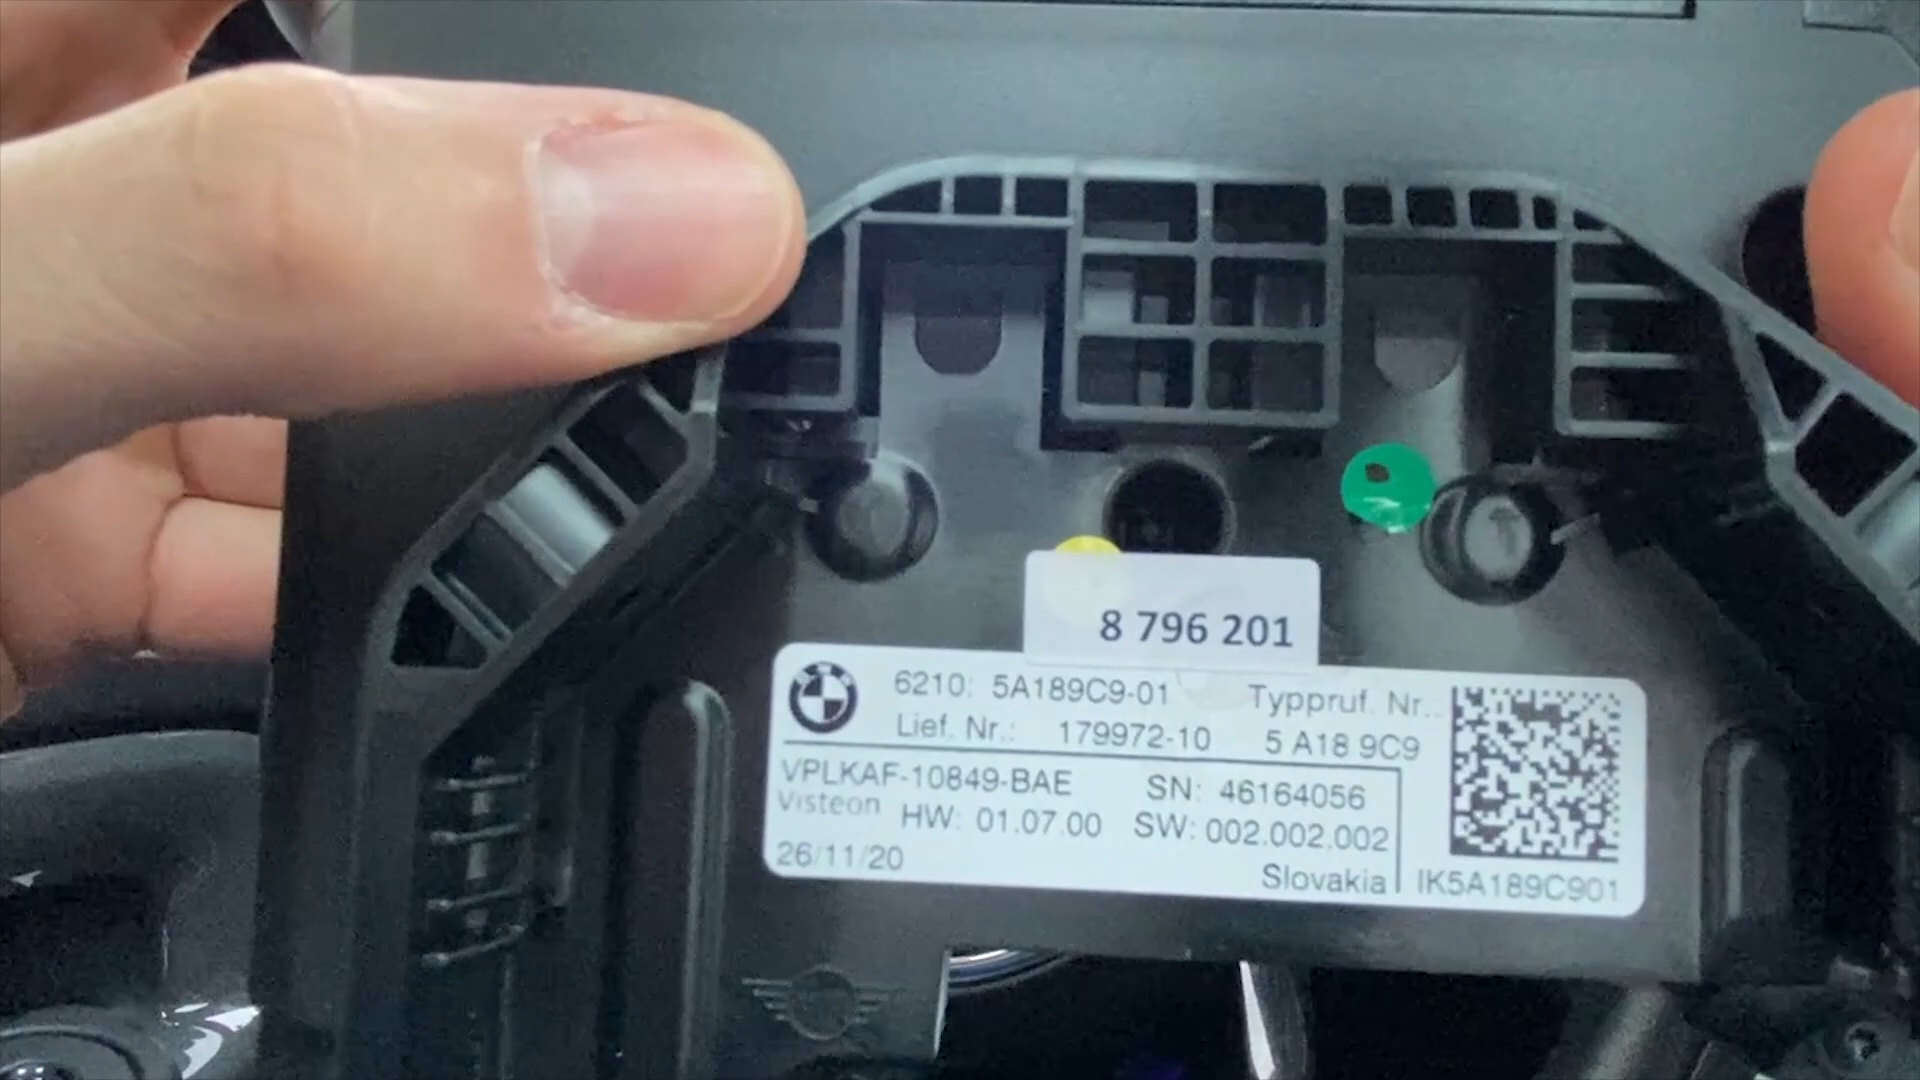 8 796 201
6210: 5A189C9-01 Typpruf. Nr..
Lief. Nr.: 179972-10 5 A18 9C9
VPLKAF-10849-BAE SN: 46164056
Visteon HW: 01.07.00 SW: 002.002.002
26/11/20
Slovakia IK5A189C901